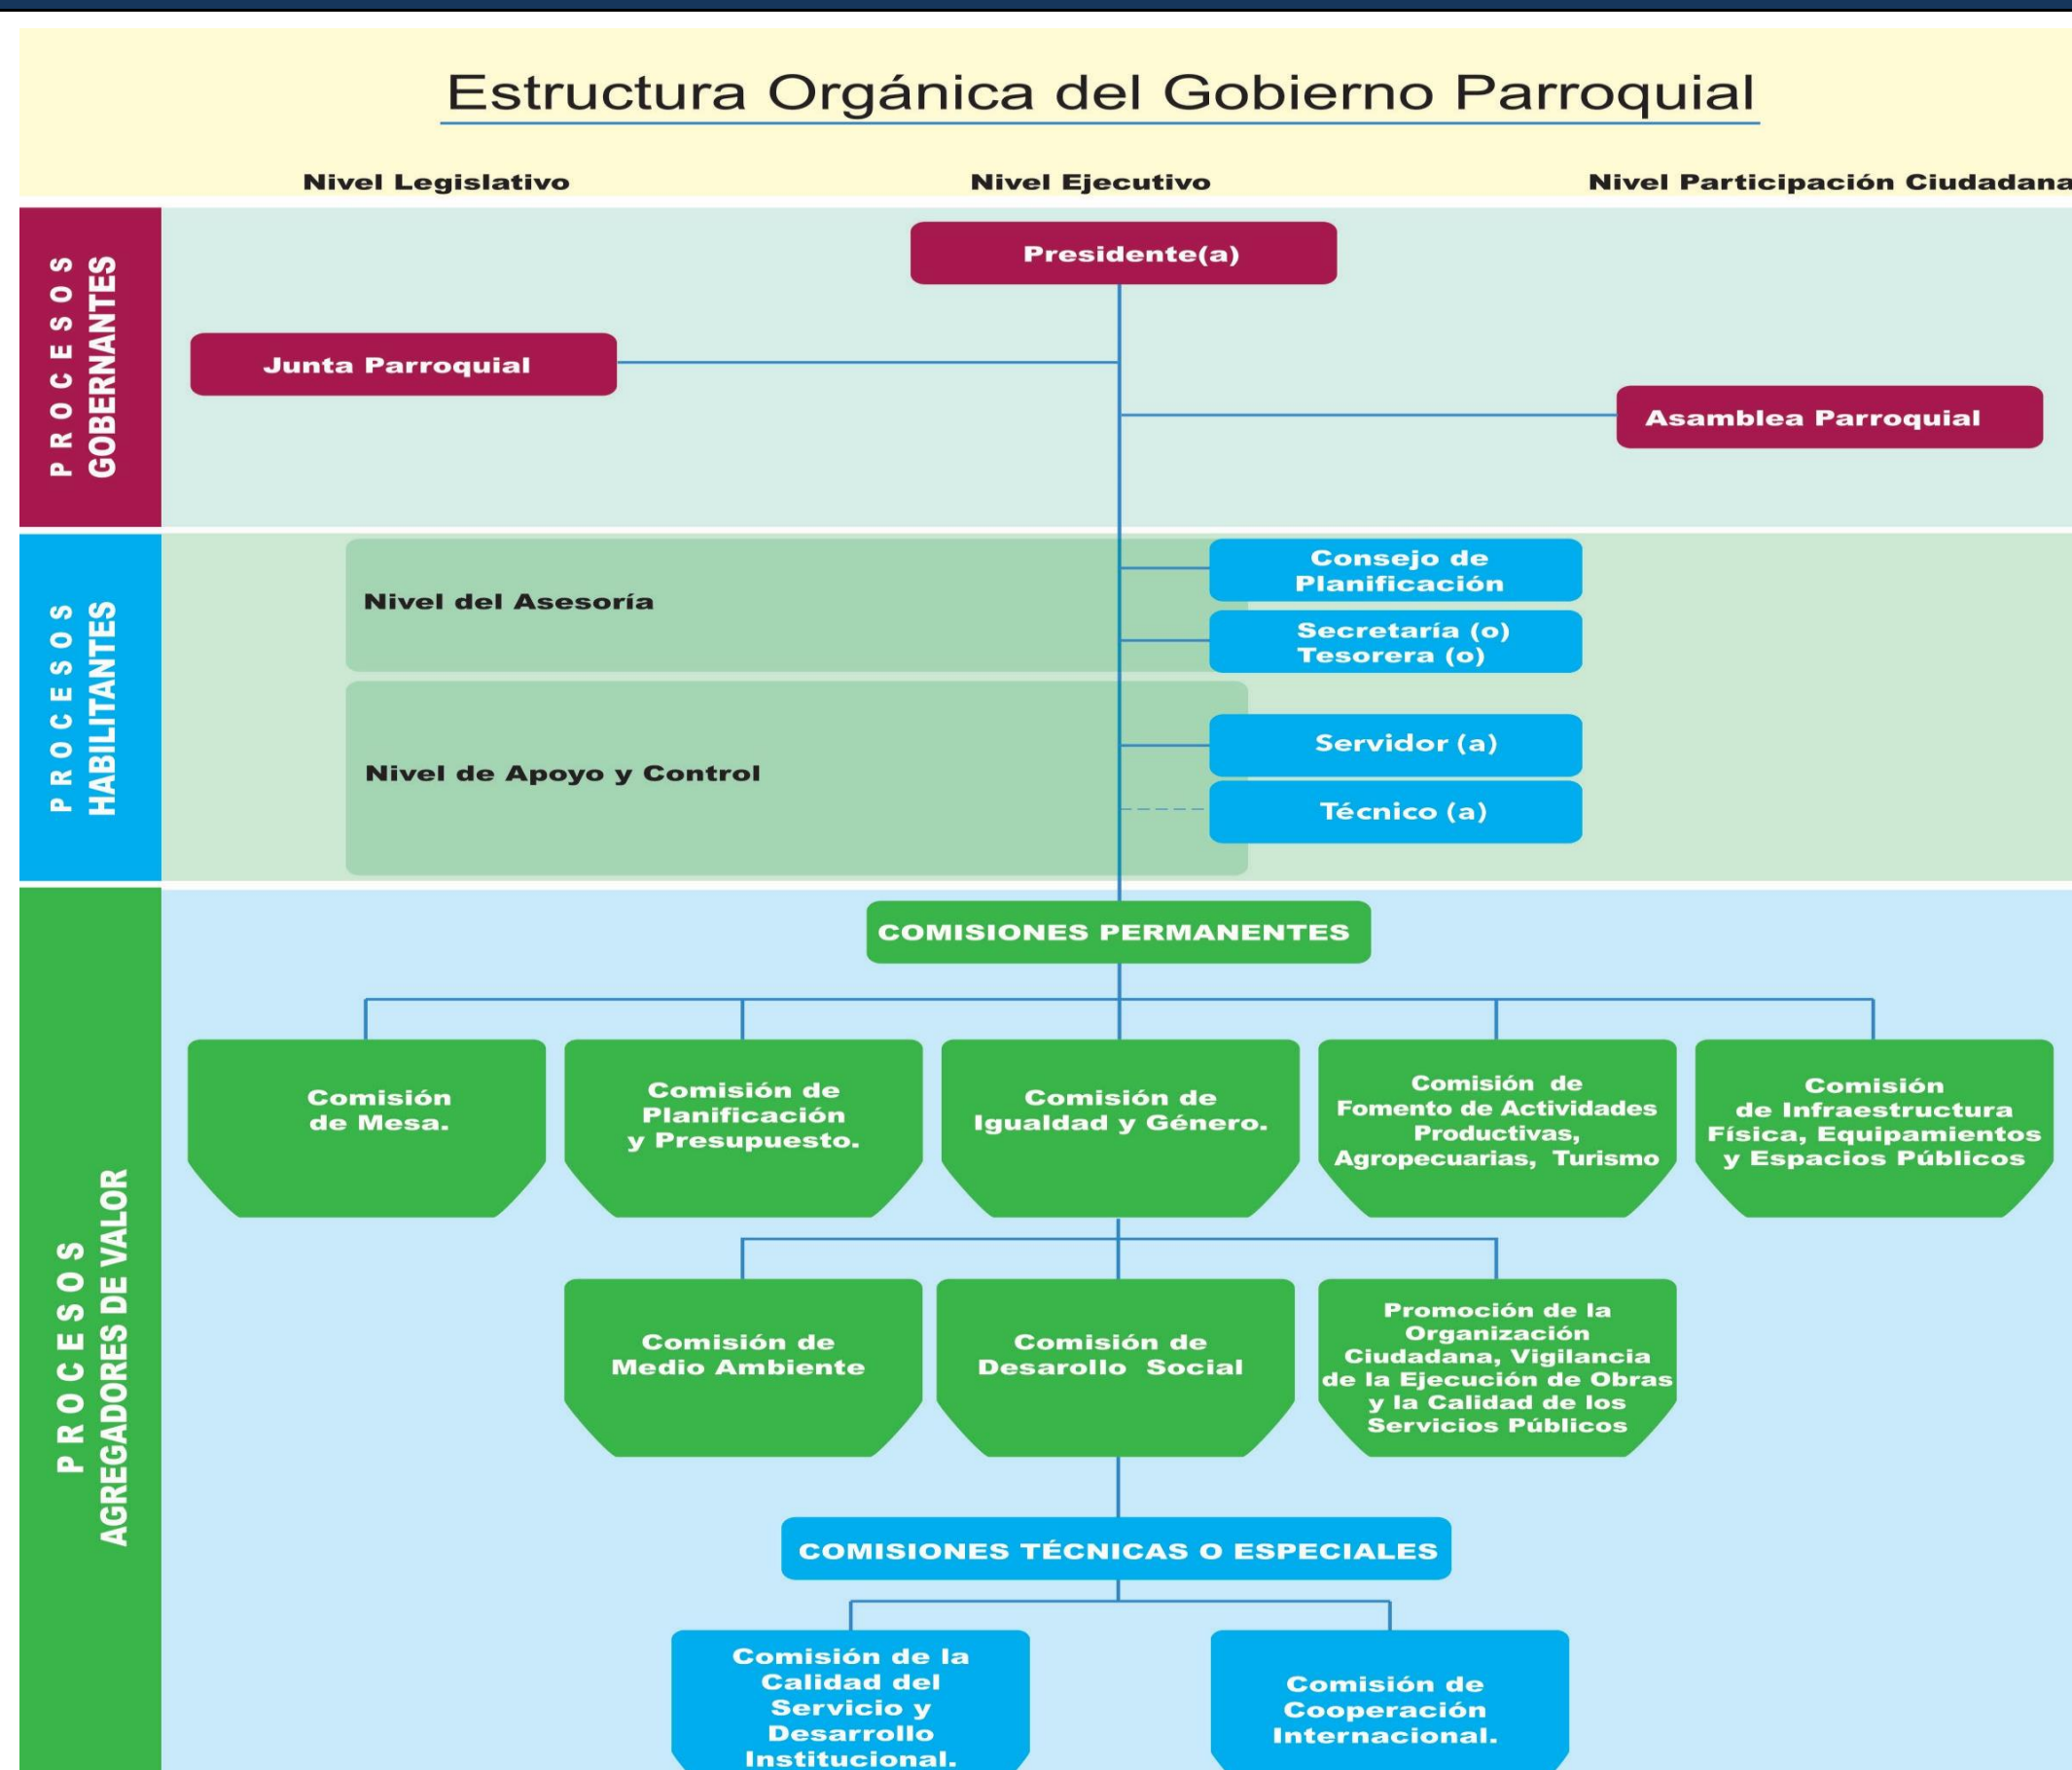 Estructura Orgánica del Gobierno Parroquial
Nivel Legislativo
Nivel Ejecutivo
Nivel Participación Ciudadana
PROCESOS
GOBERNANTES
Presidente(a)
Junta Parroquial
Asamblea Parroquial
PROCESOS
HABILITANTES
Nivel del Asesoría
Consejo de
Planificación
Secretaría (o)
Tesorera (o)
Nivel de Apoyo y Control
Servidor (a)
Técnico (a)
PROCESOS
AGREGADORES DE VALOR
COMISIONES PERMANENTES
Comisión
de Mesa.
Comisión de
Planificación
y Presupuesto.
Comisión de
Igualdad y Género.
Comisión de
Fomento de Actividades
Productivas,
Agropecuarias, Turismo
Comisión
de Infraestructura
Física, Equipamientos
y Espacios Públicos
Comisión de
Medio Ambiente
Comisión de
Desarollo Social
Promoción de la
Organización
Ciudadana, Vigilancia
de la Ejecución de Obras
y la Calidad de los
Servicios Públicos
COMISIONES TÉCNICAS O ESPECIALES
Comisión de la
Calidad del
Servicio y
Desarrollo
Institucional.
Comisión de
Cooperación
Internacional.